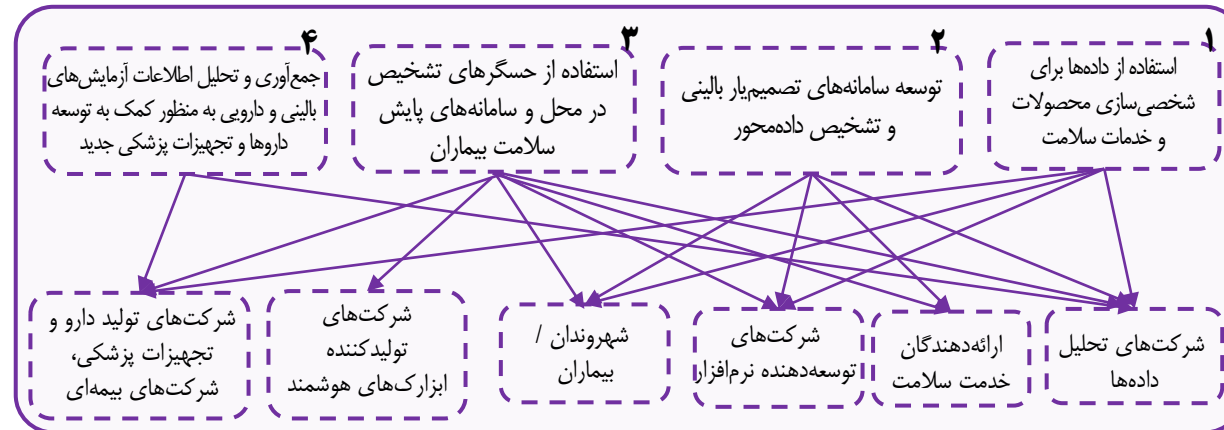 ۱
استفاده از داده‌ها برای
شخصی‌سازی محصولات
و خدمات سلامت
۲
توسعه سامانه‌های تصمیم‌یار بالینی
و تشخیص داده‌محور
۳
استفاده از حسگرهای تشخیص
در محل و سامانه‌های پایش
سلامت بیماران
۴
جمع‌آوری و تحلیل اطلاعات آزمایش‌های
بالینی و دارویی به منظور کمک به توسعه
داروها و تجهیزات پزشکی جدید
شرکت‌های تحلیل
داده‌ها
ارائه‌دهندگان
خدمت سلامت
شرکت‌های
توسعه‌دهنده نرم‌افزار
شهروندان /
بیماران
شرکت‌های
تولیدکننده
ابزارک‌های هوشمند
شرکت‌های تولید دارو و
تجهیزات پزشکی،
شرکت‌های بیمه‌ای